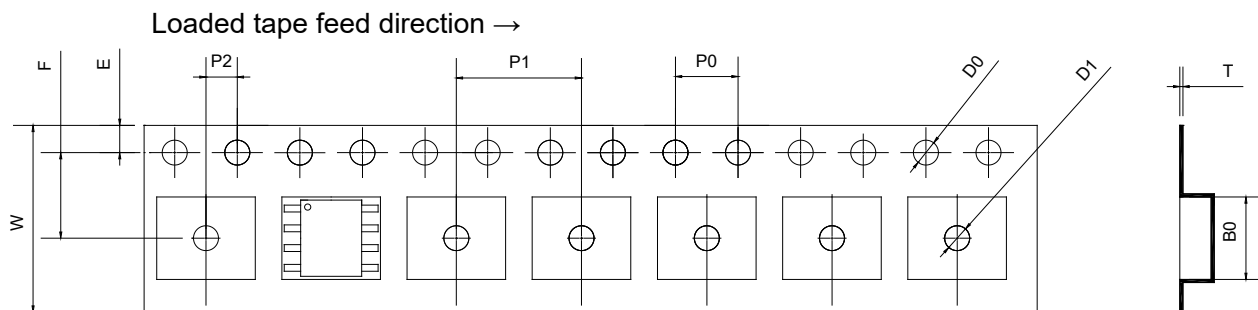 Loaded tape feed direction →
F
E
P2
P1
P0
D0
D1
T
W
B0